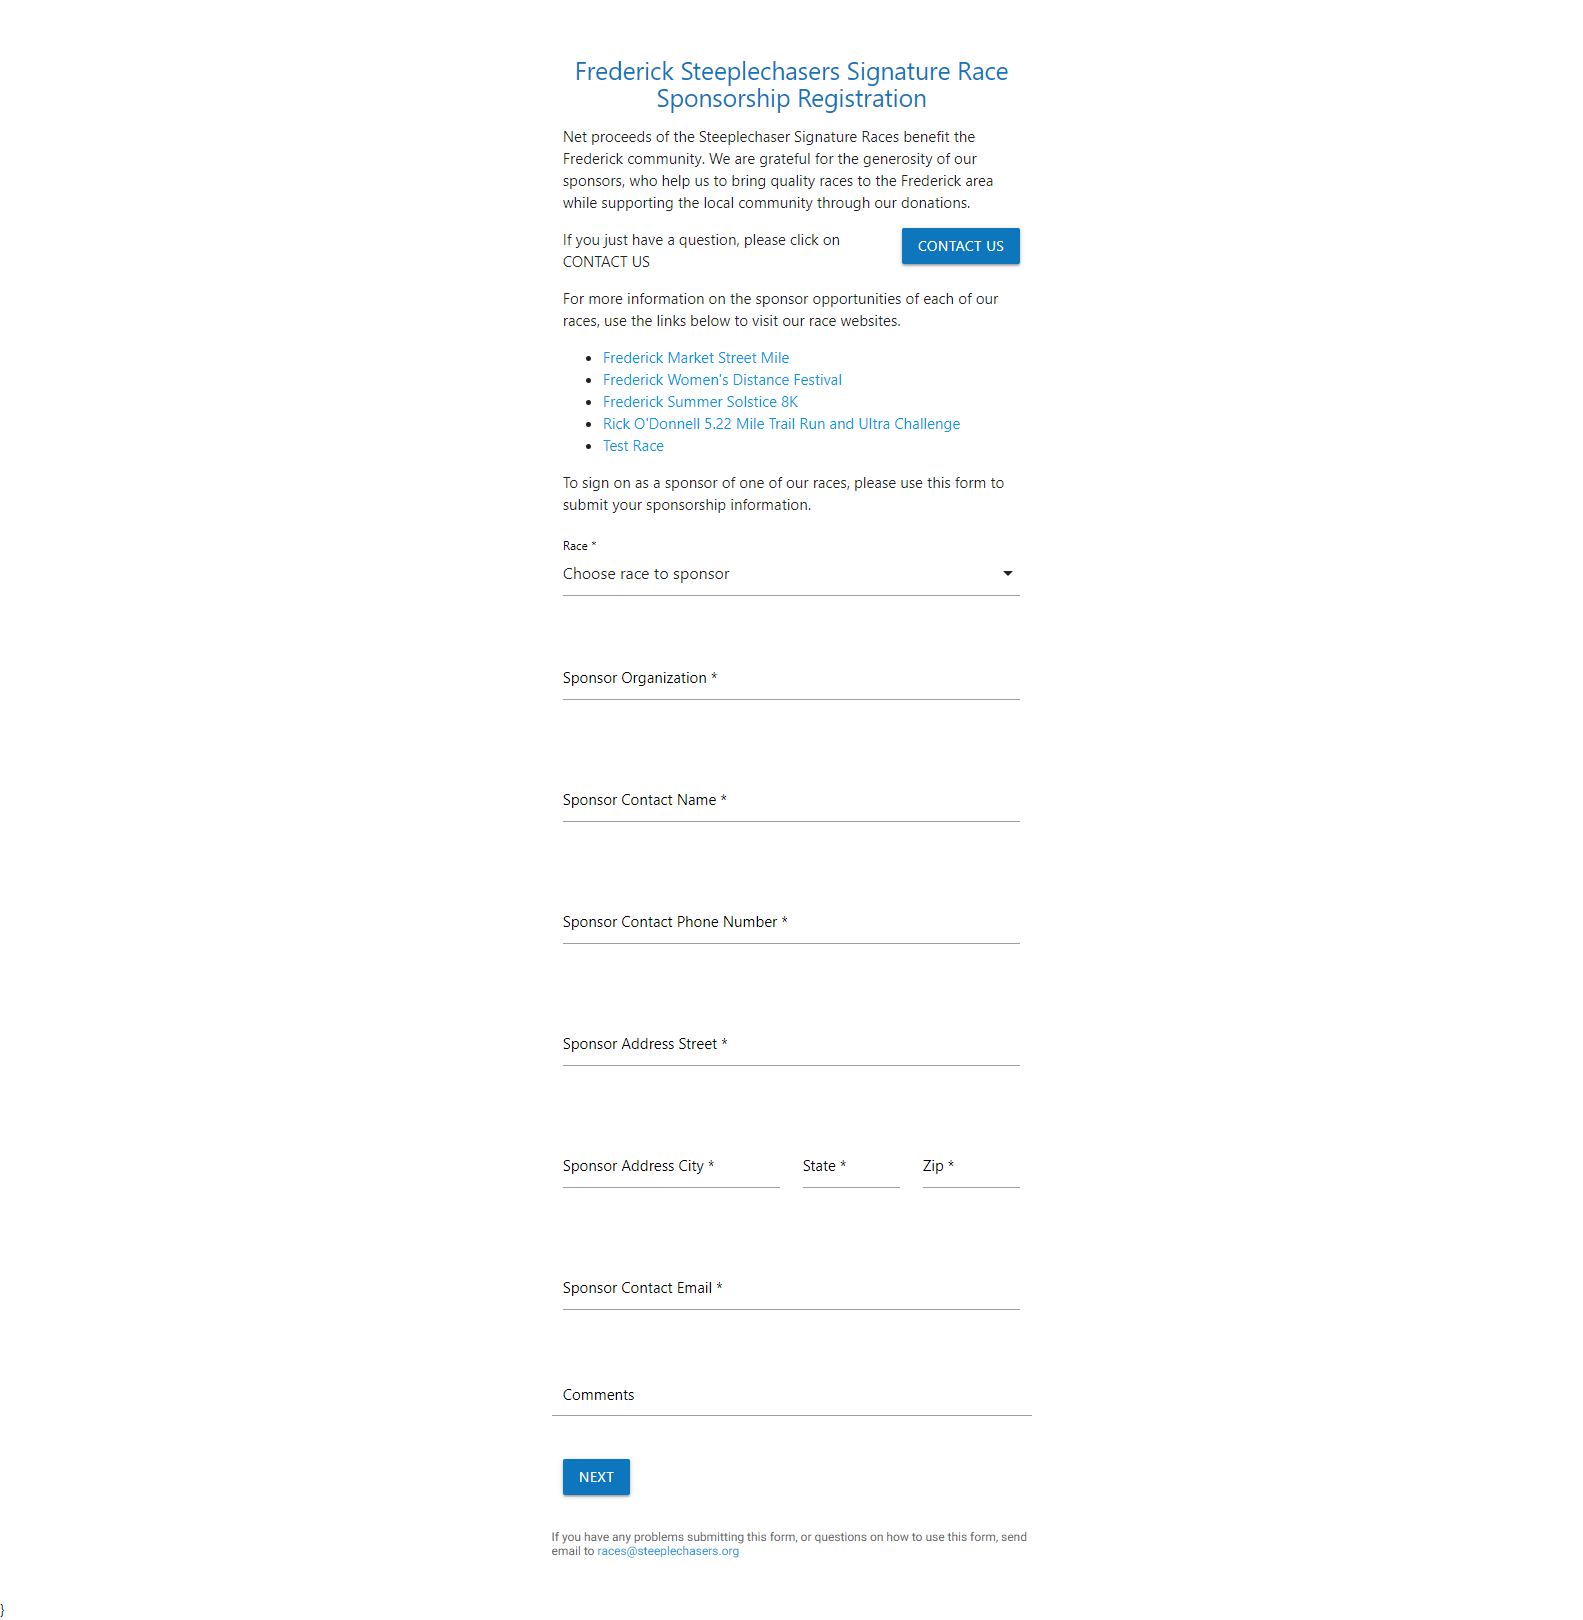 Frederick Steeplechasers Signature Race
Sponsorship Registration
Net proceeds of the Steeplechaser Signature Races benefit the
Frederick community. We are grateful for the generosity of our
sponsors, who help us to bring quality races to the Frederick area
while supporting the local community through our donations.
If you just have a question, please click on
CONTACT US
CONTACT US
For more information on the sponsor opportunities of each of our
races, use the links below to visit our race websites.
• Frederick Market Street Mile
• Frederick Women's Distance Festival
• Frederick Summer Solstice 8K
• Rick O'Donnell 5.22 Mile Trail Run and Ultra Challenge
• Test Race
To sign on as a sponsor of one of our races, please use this form to
submit your sponsorship information.
Race *
Choose race to sponsor
Sponsor Organization *
Sponsor Contact Name *
Sponsor Contact Phone Number *
Sponsor Address Street *
Sponsor Address City * State * Zip *
Sponsor Contact Email *
Comments
NEXT
If you have any problems submitting this form, or questions on how to use this form, send
email to races@steeplechasers.org
}